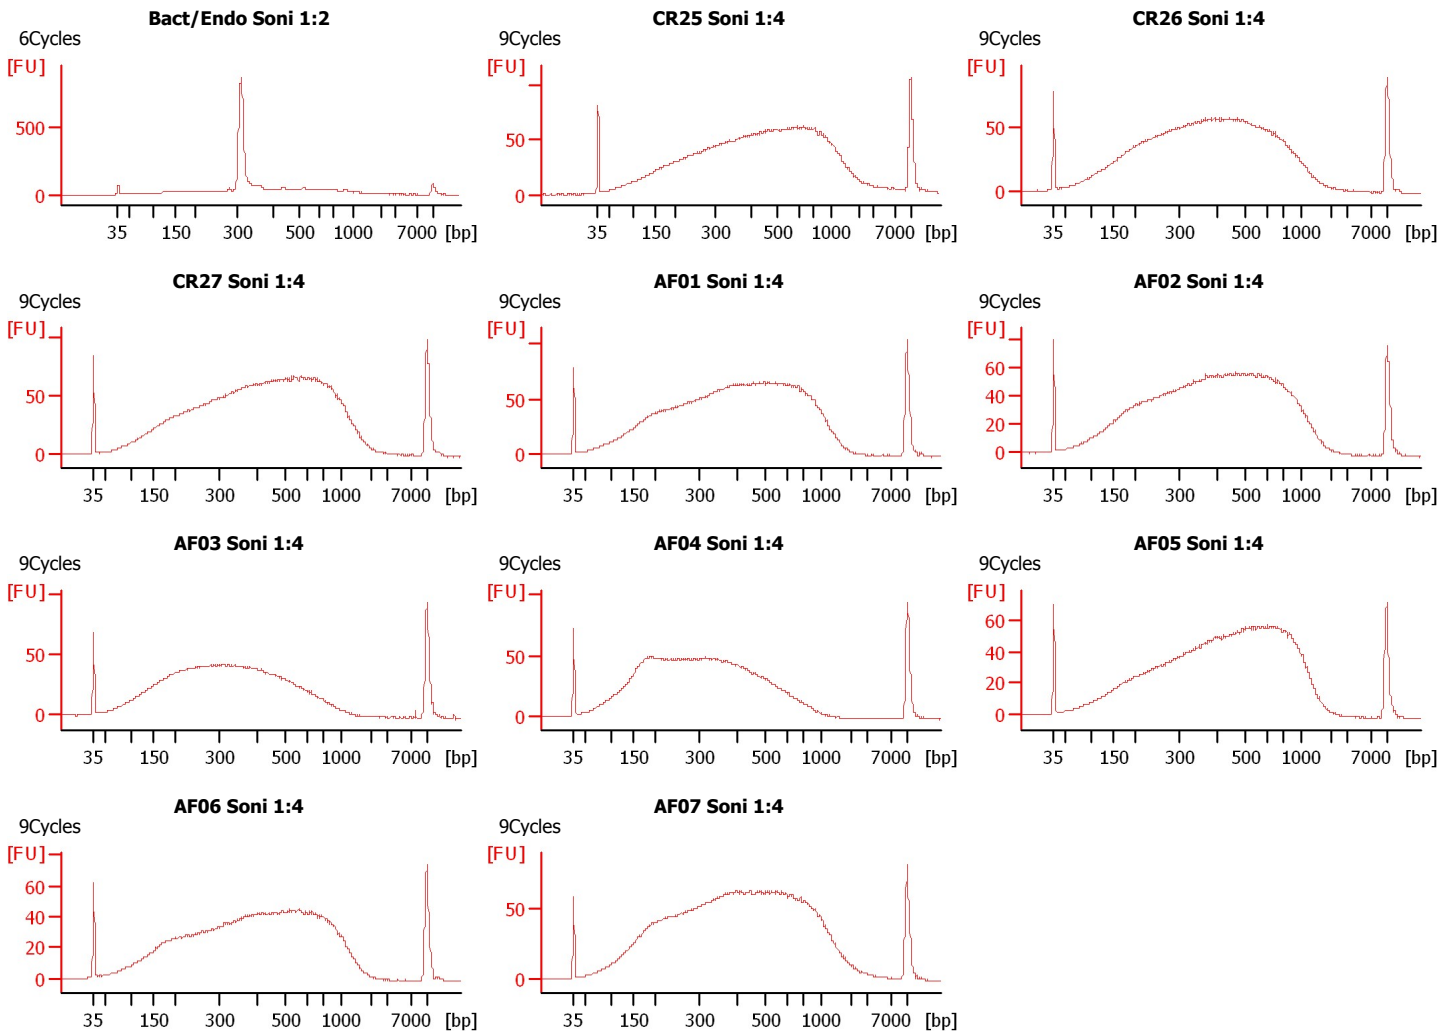 Bact/Endo Soni 1:2
6Cycles
[FU]
500
0
35 150 300 500 1000 7000 [bp]
CR25 Soni 1:4
9Cycles
[FU]
50
0
35 150 300 500 1000 7000 [bp]
CR26 Soni 1:4
9Cycles
[FU]
50
0
35 150 300 500 1000 7000 [bp]
CR27 Soni 1:4
9Cycles
[FU]
50
0
35 150 300 500 1000 7000 [bp]
AF01 Soni 1:4
9Cycles
[FU]
50
0
35 150 300 500 1000 7000 [bp]
AF02 Soni 1:4
9Cycles
[FU]
60
40
20
0
35 150 300 500 1000 7000 [bp]
AF03 Soni 1:4
9Cycles
[FU]
50
0
35 150 300 500 1000 7000 [bp]
AF04 Soni 1:4
9Cycles
[FU]
50
0
35 150 300 500 1000 7000 [bp]
AF05 Soni 1:4
9Cycles
[FU]
60
40
20
0
35 150 300 500 1000 7000 [bp]
AF06 Soni 1:4
9Cycles
[FU]
60
40
20
0
35 150 300 500 1000 7000 [bp]
AF07 Soni 1:4
9Cycles
[FU]
50
0
35 150 300 500 1000 7000 [bp]